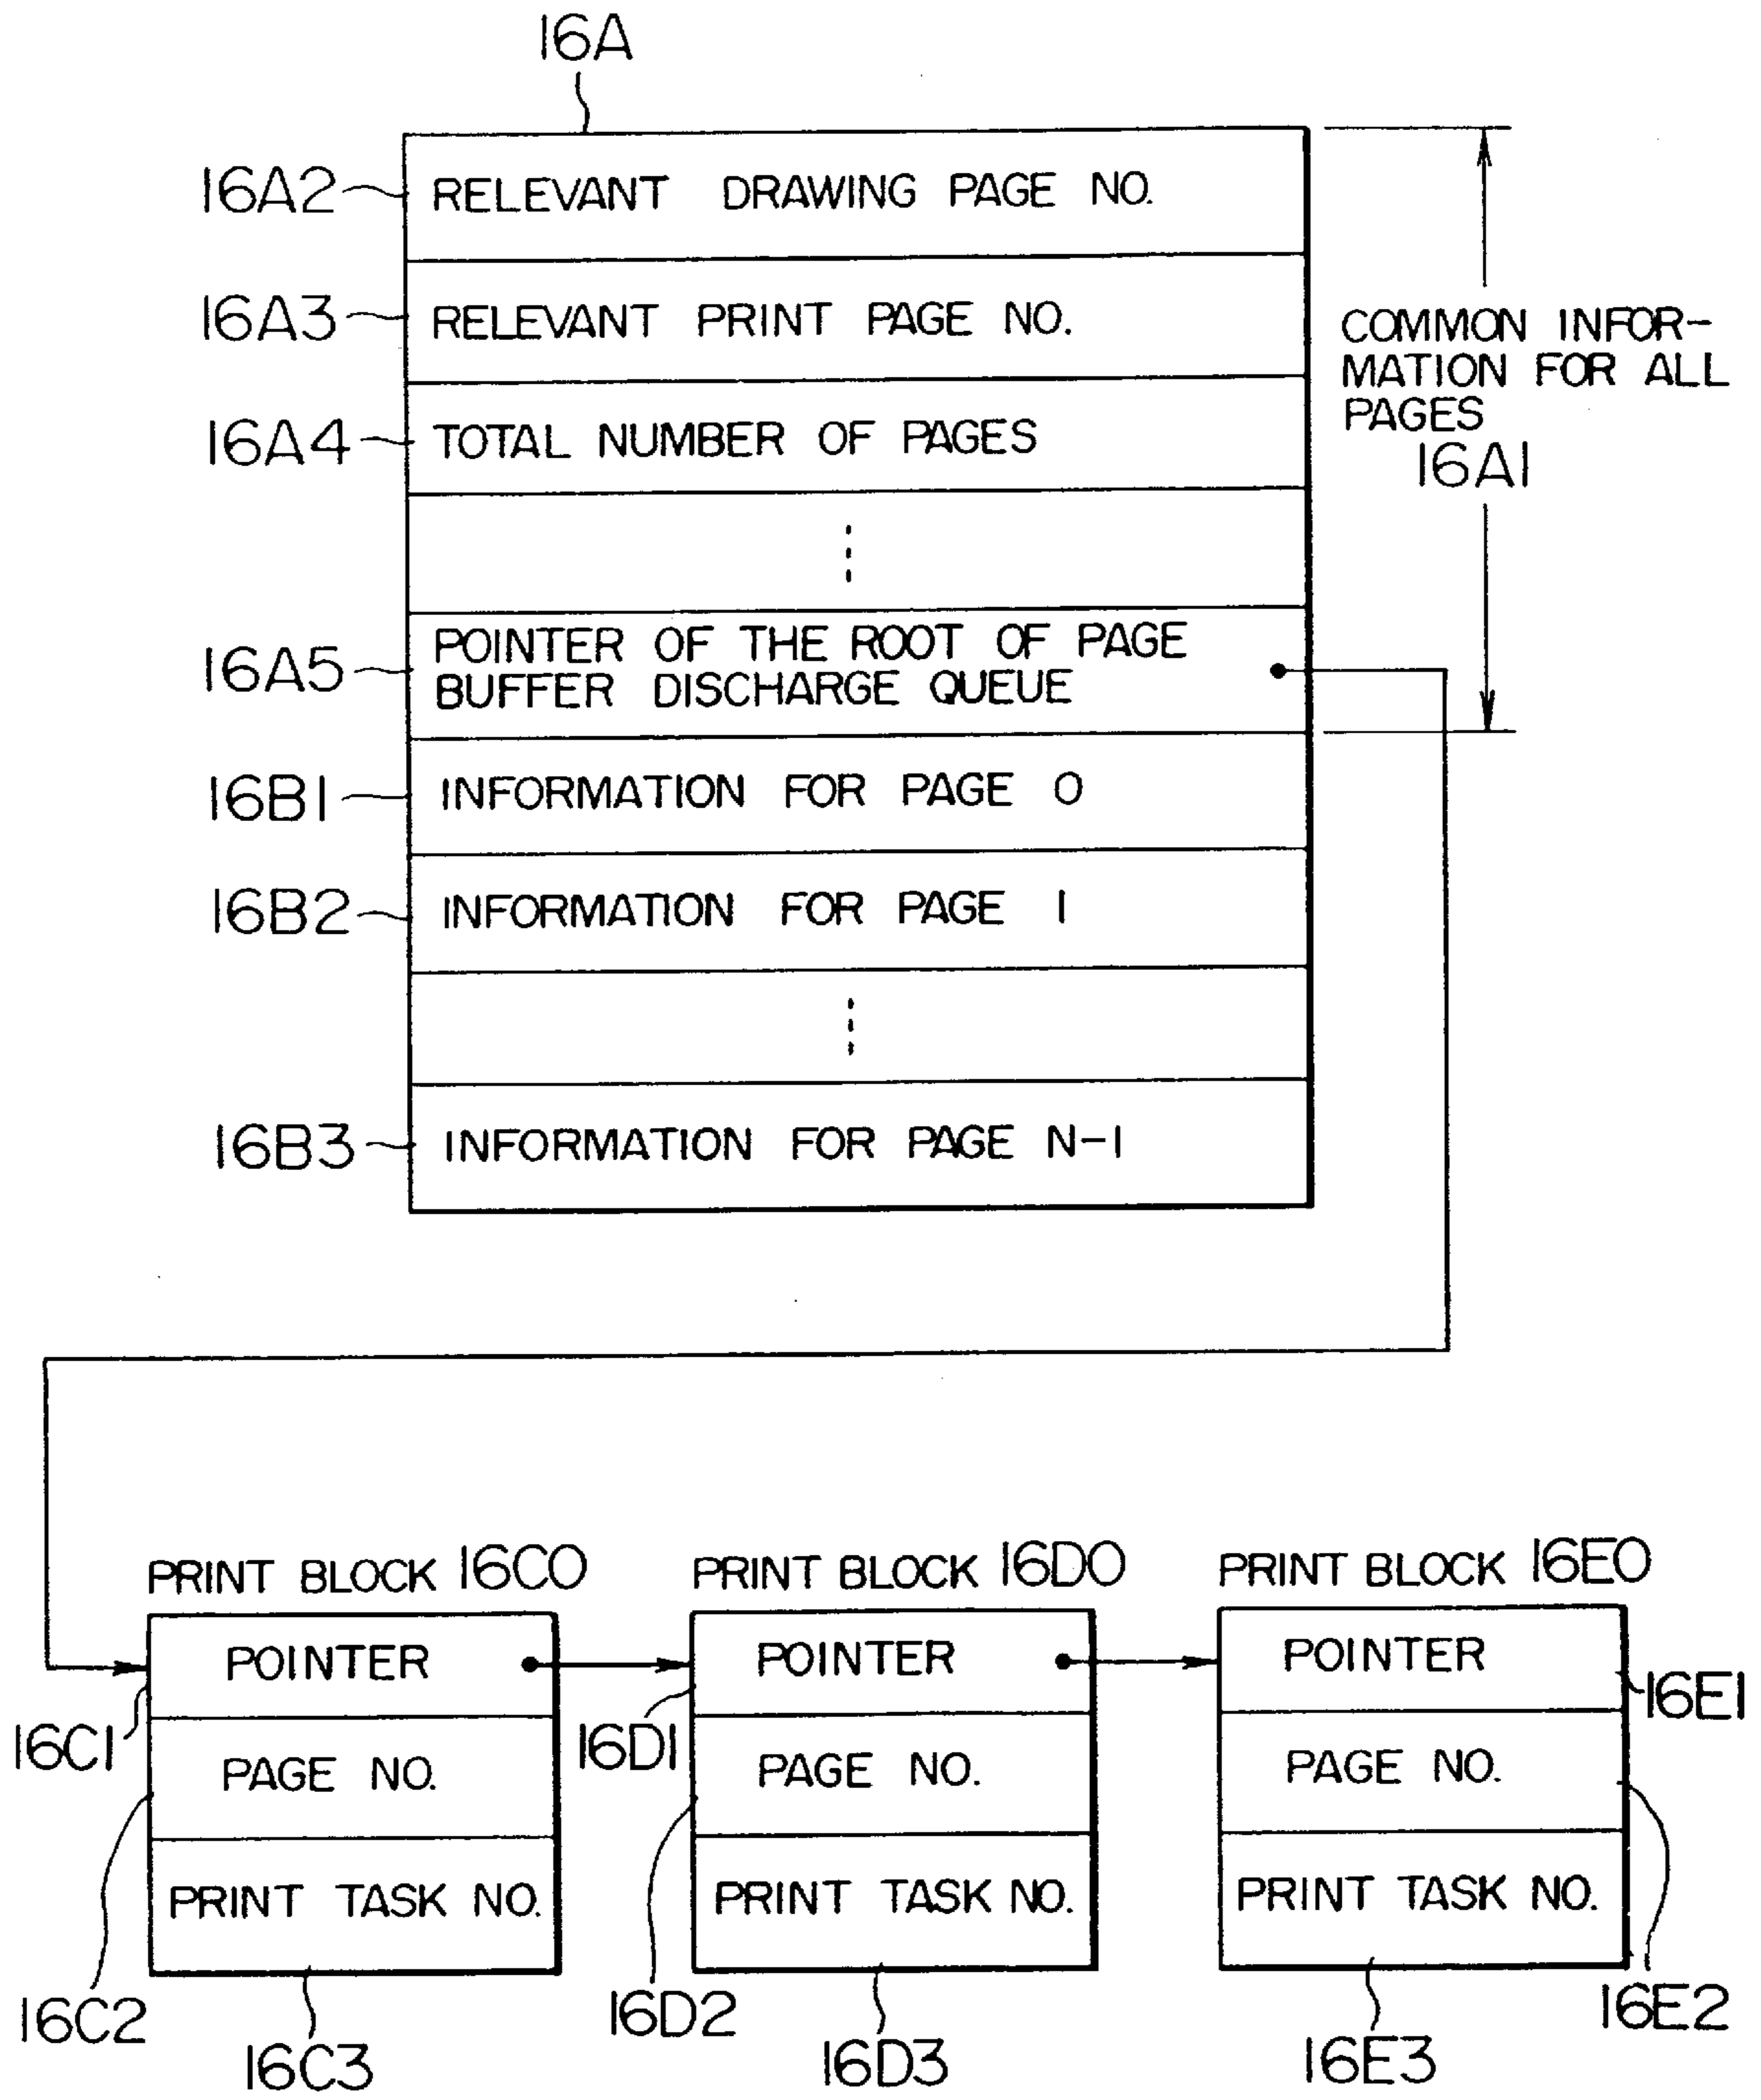 16A
16A2 RELEVANT DRAWING PAGE NO.
16A3 RELEVANT PRINT PAGE NO.
16A4 TOTAL NUMBER OF PAGES
COMMON INFOR-
MATION FOR ALL
PAGES
16A1
16A5 POINTER OF THE ROOT OF PAGE
BUFFER DISCHARGE QUEUE
16B1 INFORMATION FOR PAGE 0
16B2 INFORMATION FOR PAGE 1
16B3 INFORMATION FOR PAGE N-1
PRINT BLOCK 16C0
POINTER
16C1
PAGE NO.
PRINT TASK NO.
16C2
16C3
PRINT BLOCK 16D0
POINTER
16D1
PAGE NO.
PRINT TASK NO.
16D2
16D3
PRINT BLOCK 16E0
POINTER
16E1
PAGE NO.
PRINT TASK NO.
16E2
16E3